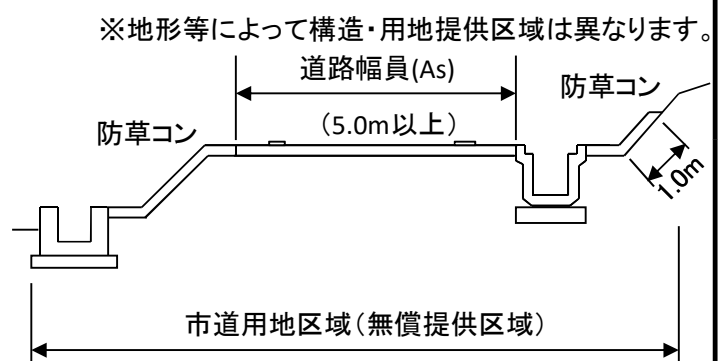 ※地形等によって構造・用地提供区域は異なります。
道路幅員(As)
防草コン
防草コン
(5.0m以上)
1.0m
市道用地区域(無償提供区域)